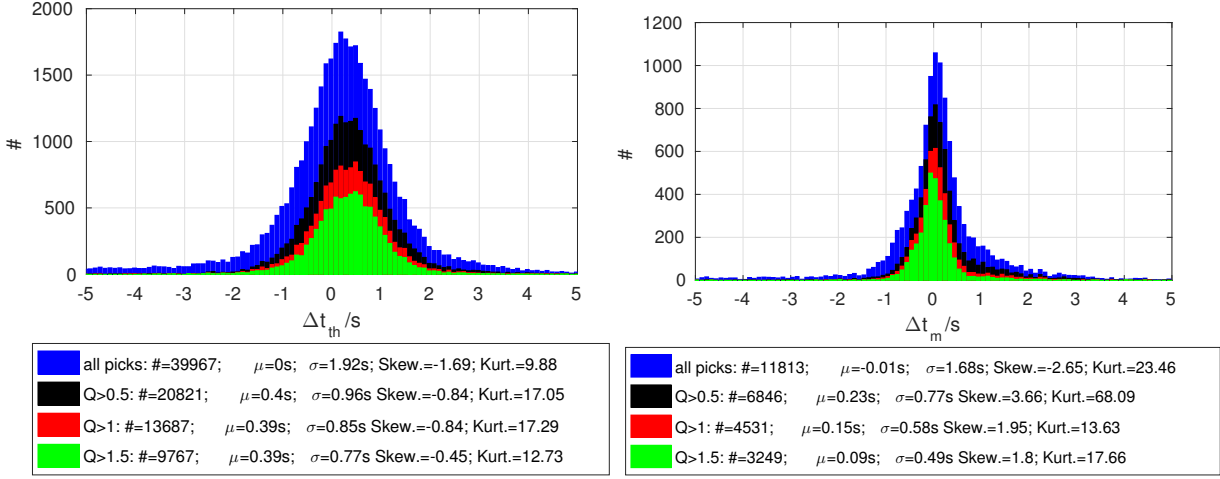 2000
1500
1000
500
0
#
-5 -4 -3 -2 -1 0 1 2 3 4 5
Δt_th/s
all picks: #=39967; μ=0s; σ=1.92s; Skew.=-1.69; Kurt.=9.88
Q>0.5: #=20821; μ=0.4s; σ=0.96s Skew.=-0.84; Kurt.=17.05
Q>1: #=13687; μ=0.39s; σ=0.85s Skew.=-0.84; Kurt.=17.29
Q>1.5: #=9767; μ=0.39s; σ=0.77s Skew.=-0.45; Kurt.=12.73
1200
1000
800
600
400
200
0
#
-5 -4 -3 -2 -1 0 1 2 3 4 5
Δt_m/s
all picks: #=11813; μ=-0.01s; σ=1.68s; Skew.=-2.65; Kurt.=23.46
Q>0.5: #=6846; μ=0.23s; σ=0.77s Skew.=3.66; Kurt.=68.09
Q>1: #=4531; μ=0.15s; σ=0.58s Skew.=1.95; Kurt.=13.63
Q>1.5: #=3249; μ=0.09s; σ=0.49s Skew.=1.8; Kurt.=17.66